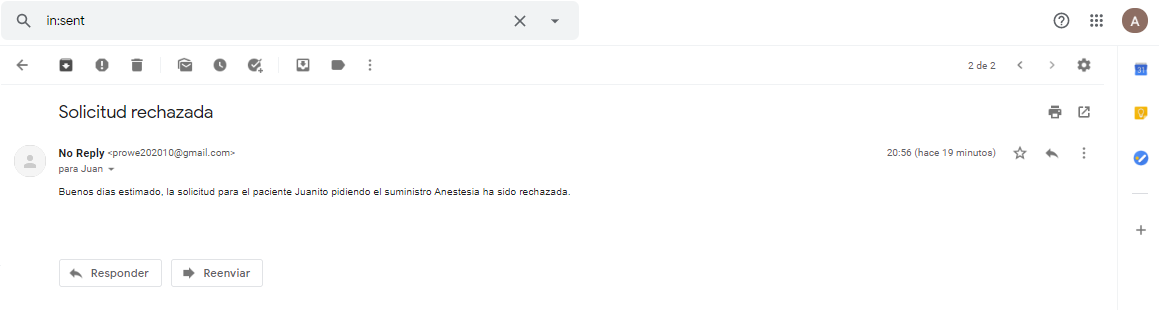 in:sent
A
2 de 2
31
Solicitud rechazada
No Reply <prowe202010@gmail.com>
20:56 (hace 19 minutos)
para Juan
Buenos dias estimado, la solicitud para el paciente Juanito pidiendo el suministro Anestesia ha sido rechazada.
Responder
Reenviar